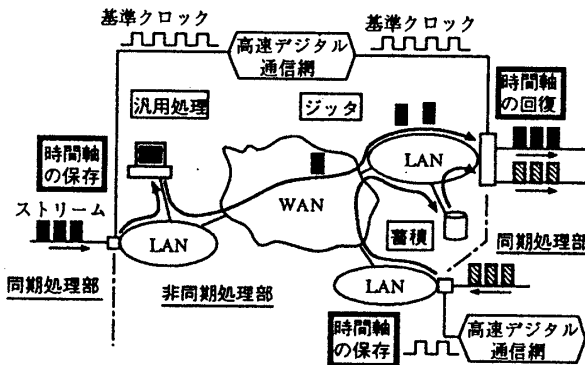 基準クロック
基準クロック
高速デジタル
通信網
汎用処理
ジッタ
時間軸
の回復
時間軸
の保存
LAN
ストリーム
WAN
LAN
蓄積
同期処理部
同期処理部
非同期処理部
LAN
時間軸
の保存
高速デジタル
通信網